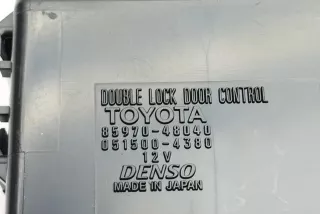 DOUBLE LOCK DOOR CONTROL
TOYOTA
85970-48040
051500-4380
12V
DENSO
MADE IN JAPAN